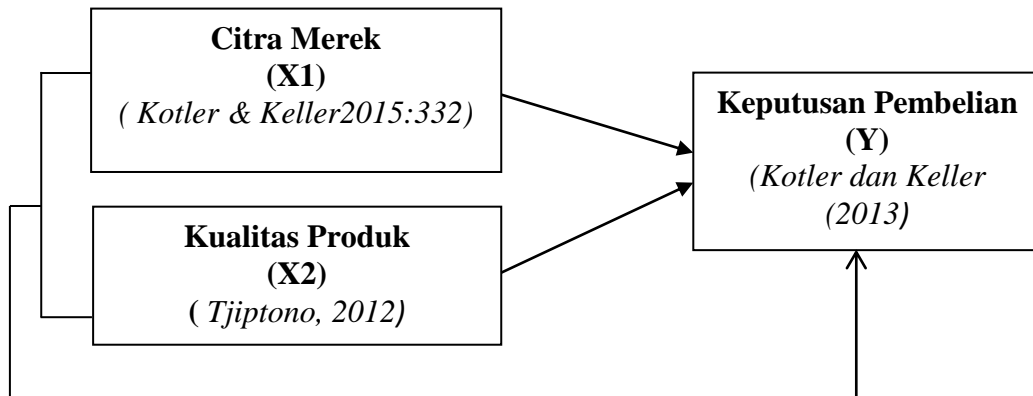 Citra Merek
(X1)
( Kotler & Keller2015:332)
Kualitas Produk
(X2)
( Tjiptono, 2012)
Keputusan Pembelian
(Y)
(Kotler dan Keller
(2013)